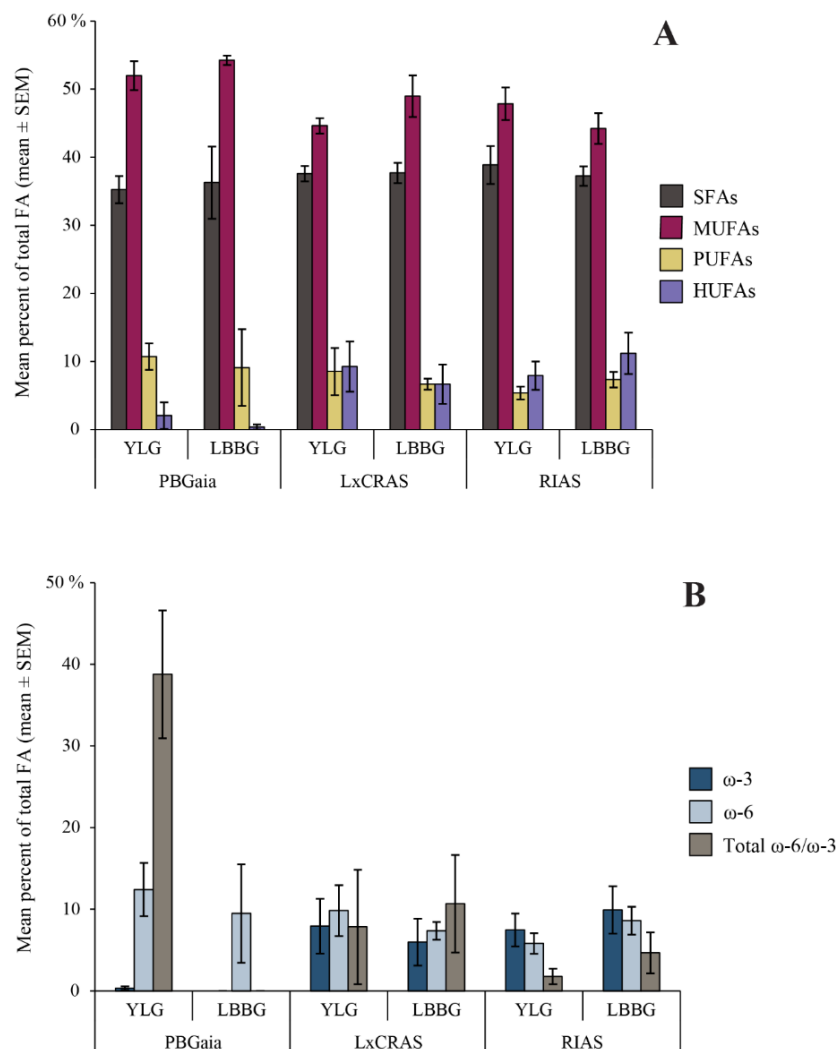 A
60 %
50
40
30
20
10
0
Mean percent of total FA (mean ± SEM)
SFAs
MUFAs
PUFAs
HUFAs
YLG LBBG YLG LBBG YLG LBBG
PBGaia LxCRAS RIAS
B
50 %
40
30
20
10
0
Mean percent of total FA (mean ± SEM)
ω-3
ω-6
Total ω-6/ω-3
YLG LBBG YLG LBBG YLG LBBG
PBGaia LxCRAS RIAS